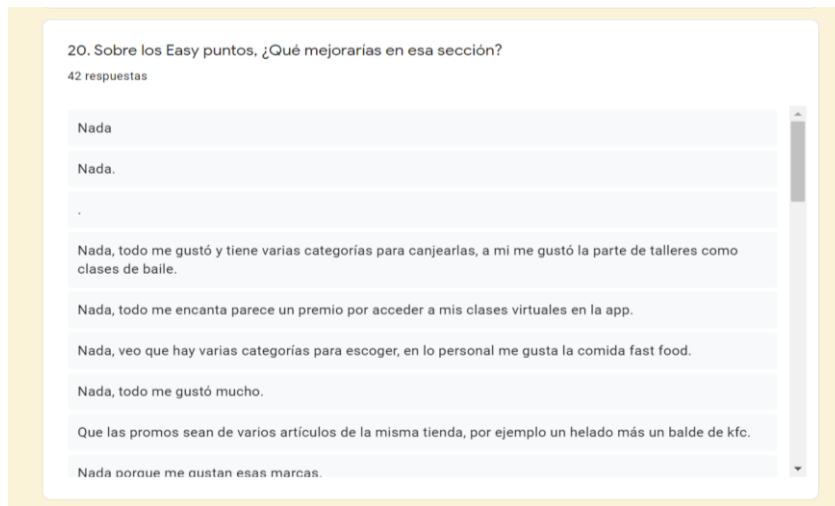 20. Sobre los Easy puntos, ¿Qué mejorarías en esa sección?
42 respuestas
Nada
Nada.
.
Nada, todo me gustó y tiene varias categorías para canjearlas, a mi me gustó la parte de talleres como
clases de baile.
Nada, todo me encanta parece un premio por acceder a mis clases virtuales en la app.
Nada, veo que hay varias categorías para escoger, en lo personal me gusta la comida fast food.
Nada, todo me gustó mucho.
Que las promos sean de varios artículos de la misma tienda, por ejemplo un helado más un balde de kfc.
Nada porque me gustan esas marcas.